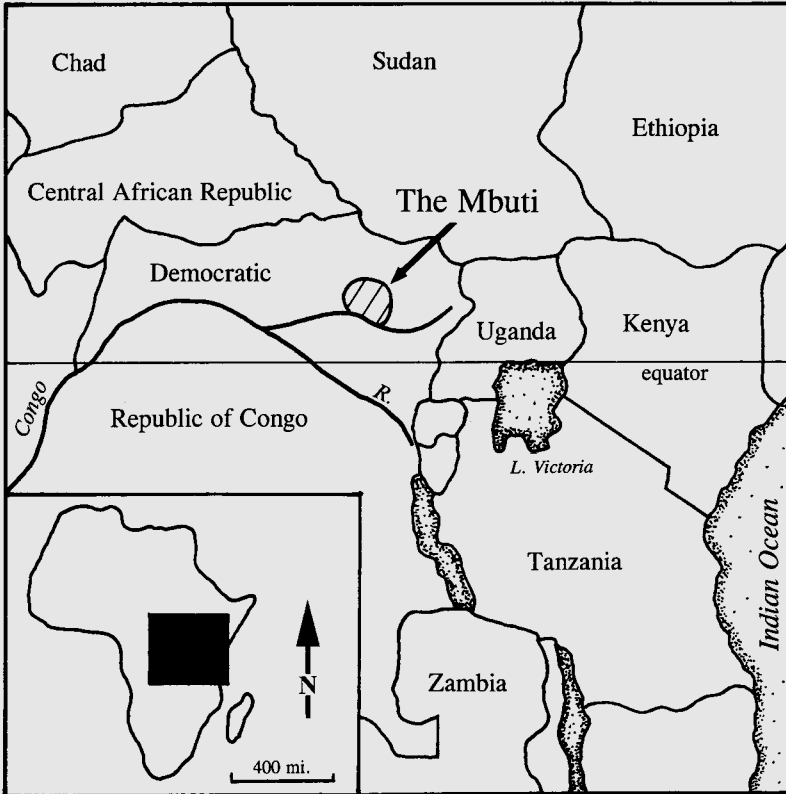 Chad
Sudan
Ethiopia
Central African Republic
The Mbuti
Democratic
Uganda
Kenya
equator
Congo
R.
Republic of Congo
L. Victoria
Tanzania
Indian Ocean
Zambia
N
400 mi.